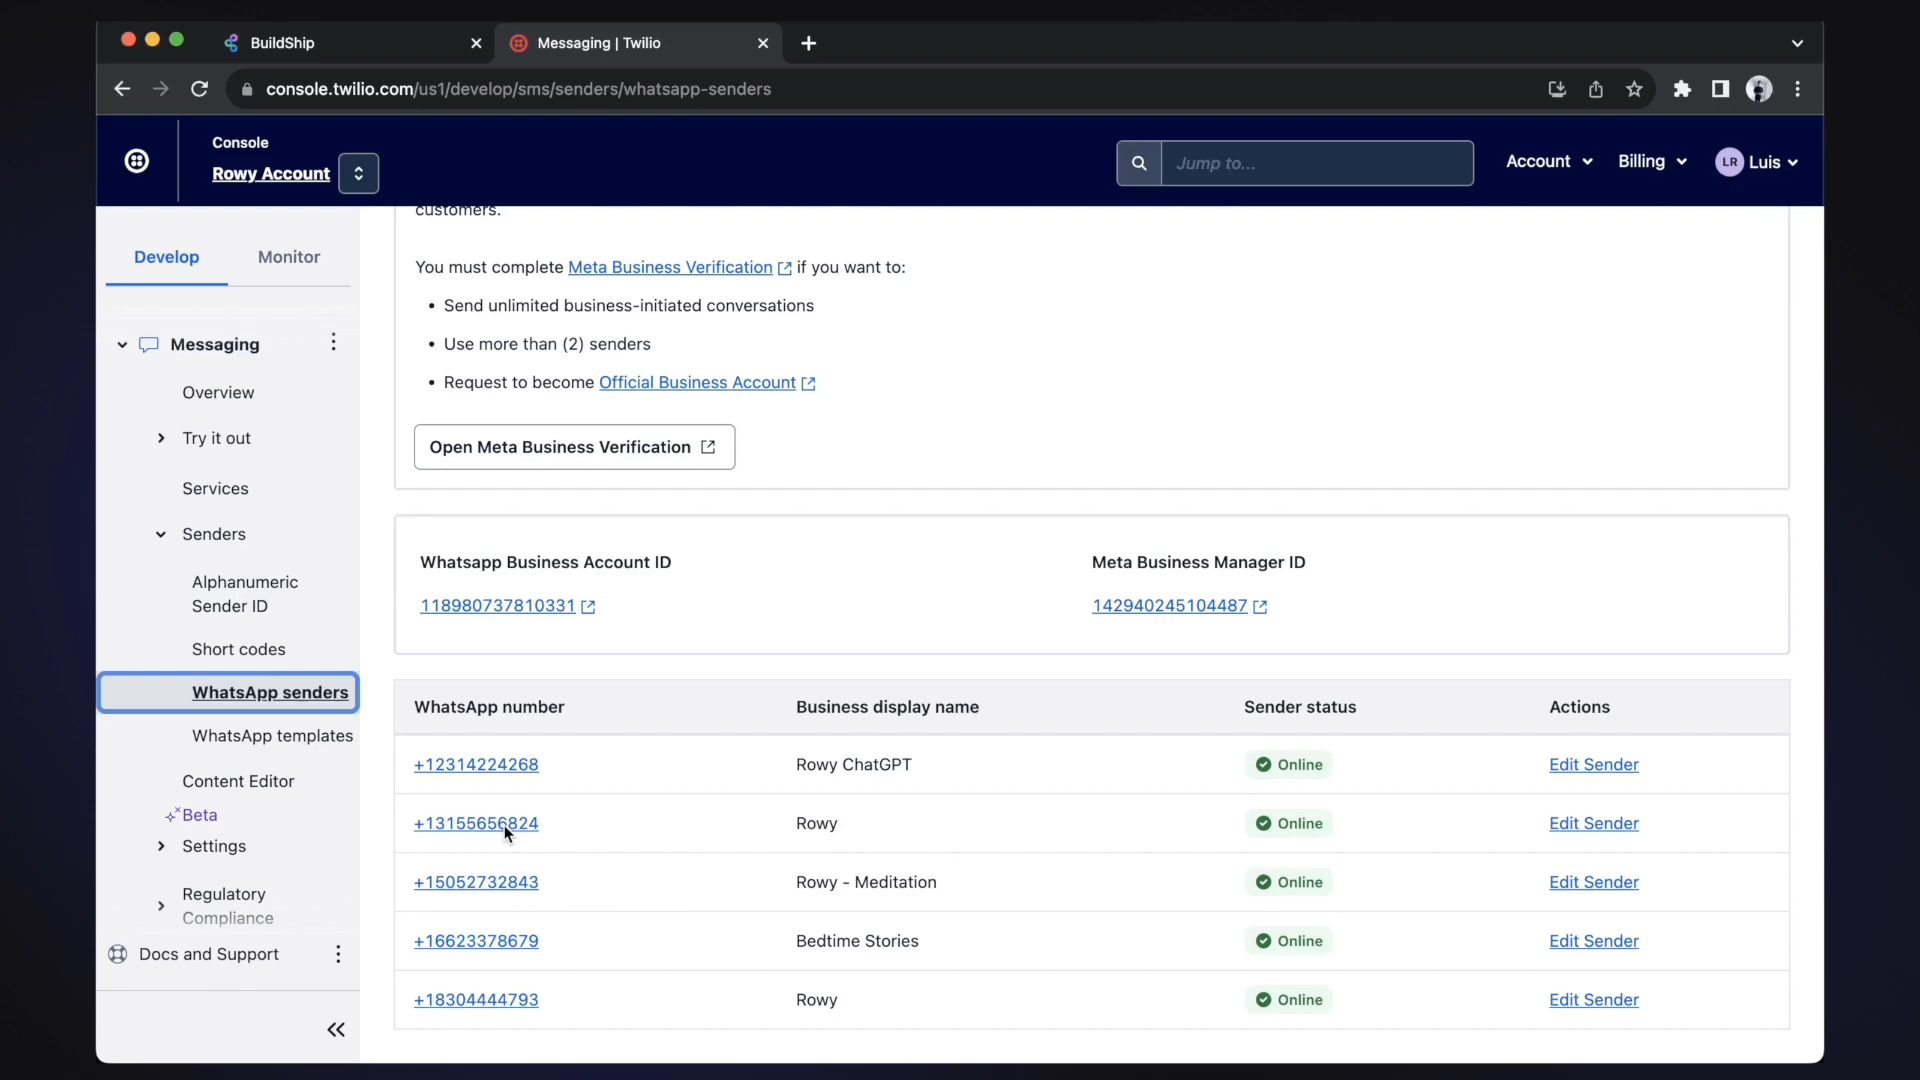 BuildShip
Messaging | Twilio
console.twilio.com/us1/develop/sms/senders/whatsapp-senders
Console
Rowy Account
Jump to...
Account
Billing
LR
Luis
Develop
Monitor
Messaging
Overview
Try it out
Services
Senders
Alphanumeric
Sender ID
Short codes
WhatsApp senders
WhatsApp templates
Content Editor
Beta
Settings
Regulatory
Compliance
Docs and Support
customers.
You must complete Meta Business Verification if you want to:
• Send unlimited business-initiated conversations
• Use more than (2) senders
• Request to become Official Business Account
Open Meta Business Verification
Whatsapp Business Account ID
118980737810331
Meta Business Manager ID
142940245104487
WhatsApp number Business display name Sender status Actions
+12314224268 Rowy ChatGPT Online Edit Sender
+13155656824 Rowy Online Edit Sender
+15052732843 Rowy - Meditation Online Edit Sender
+16623378679 Bedtime Stories Online Edit Sender
+18304444793 Rowy Online Edit Sender